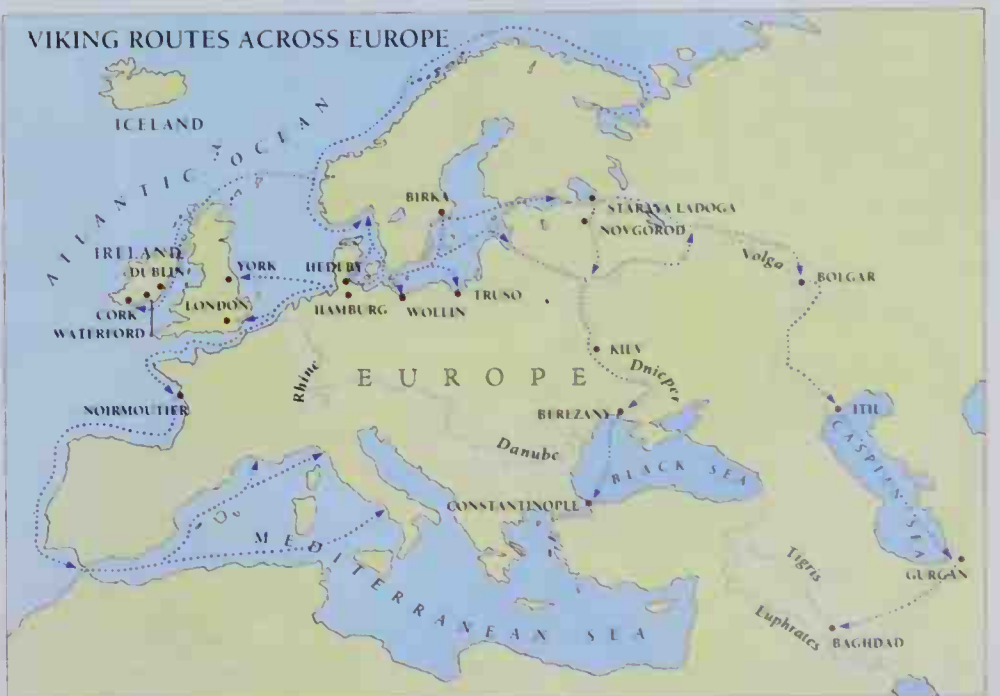 VIKING ROUTES ACROSS EUROPE
ICELAND
ATLANTIC OCEAN
BIRKA
STARAYA LADOGA
NOVGOROD
IRELAND
DUBLIN
YORK
HEDEBY
Volga
BOLGAR
CORK
LONDON
HAMBURG
WOLLIN
TRUSO
WATERFORD
KIEV
Rhine
EUROPE
Dnieper
NOIRMOUTIER
BEREZANY
ITIL
Danube
BLACK SEA
CASPIAN SEA
CONSTANTINOPLE
MEDITERRANEAN SEA
Tigris
GURGAN
Euphrates
BAGHDAD